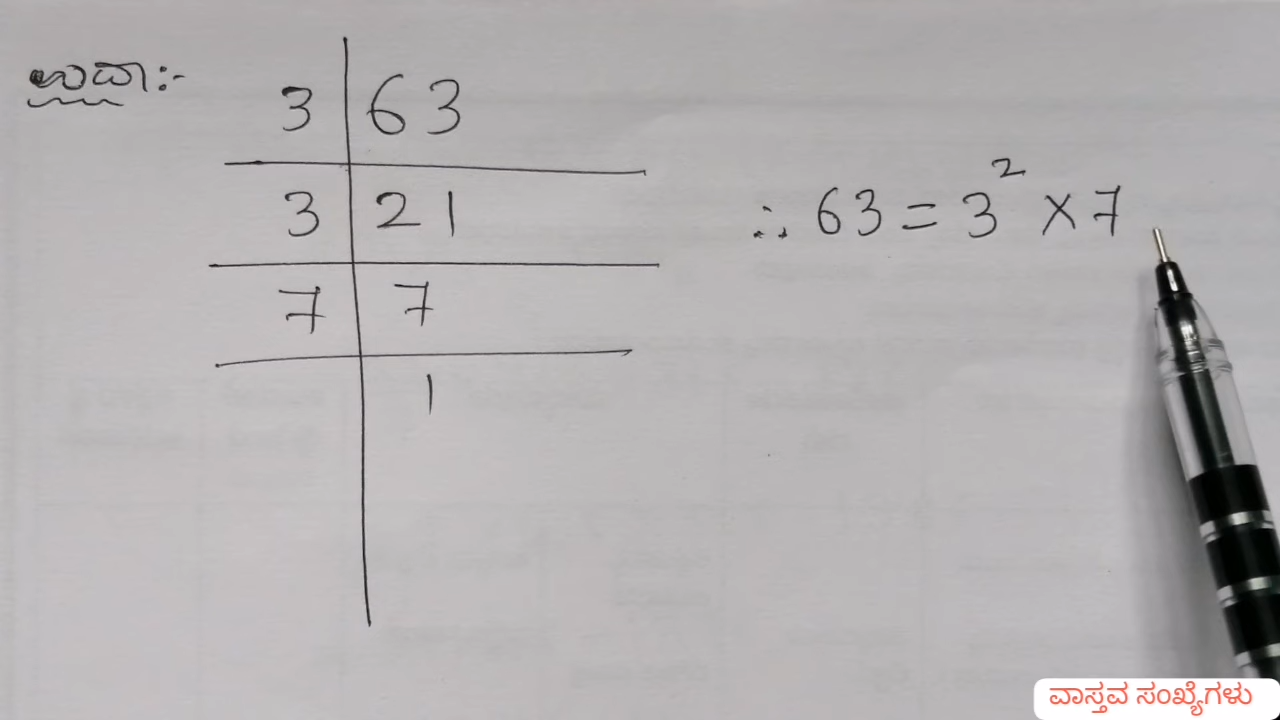 ಉದಾ:-
3 | 63
3 | 21
7 | 7
1
∴ 63 = 3² × 7
ವಾಸ್ತವ ಸಂಖ್ಯೆಗಳು